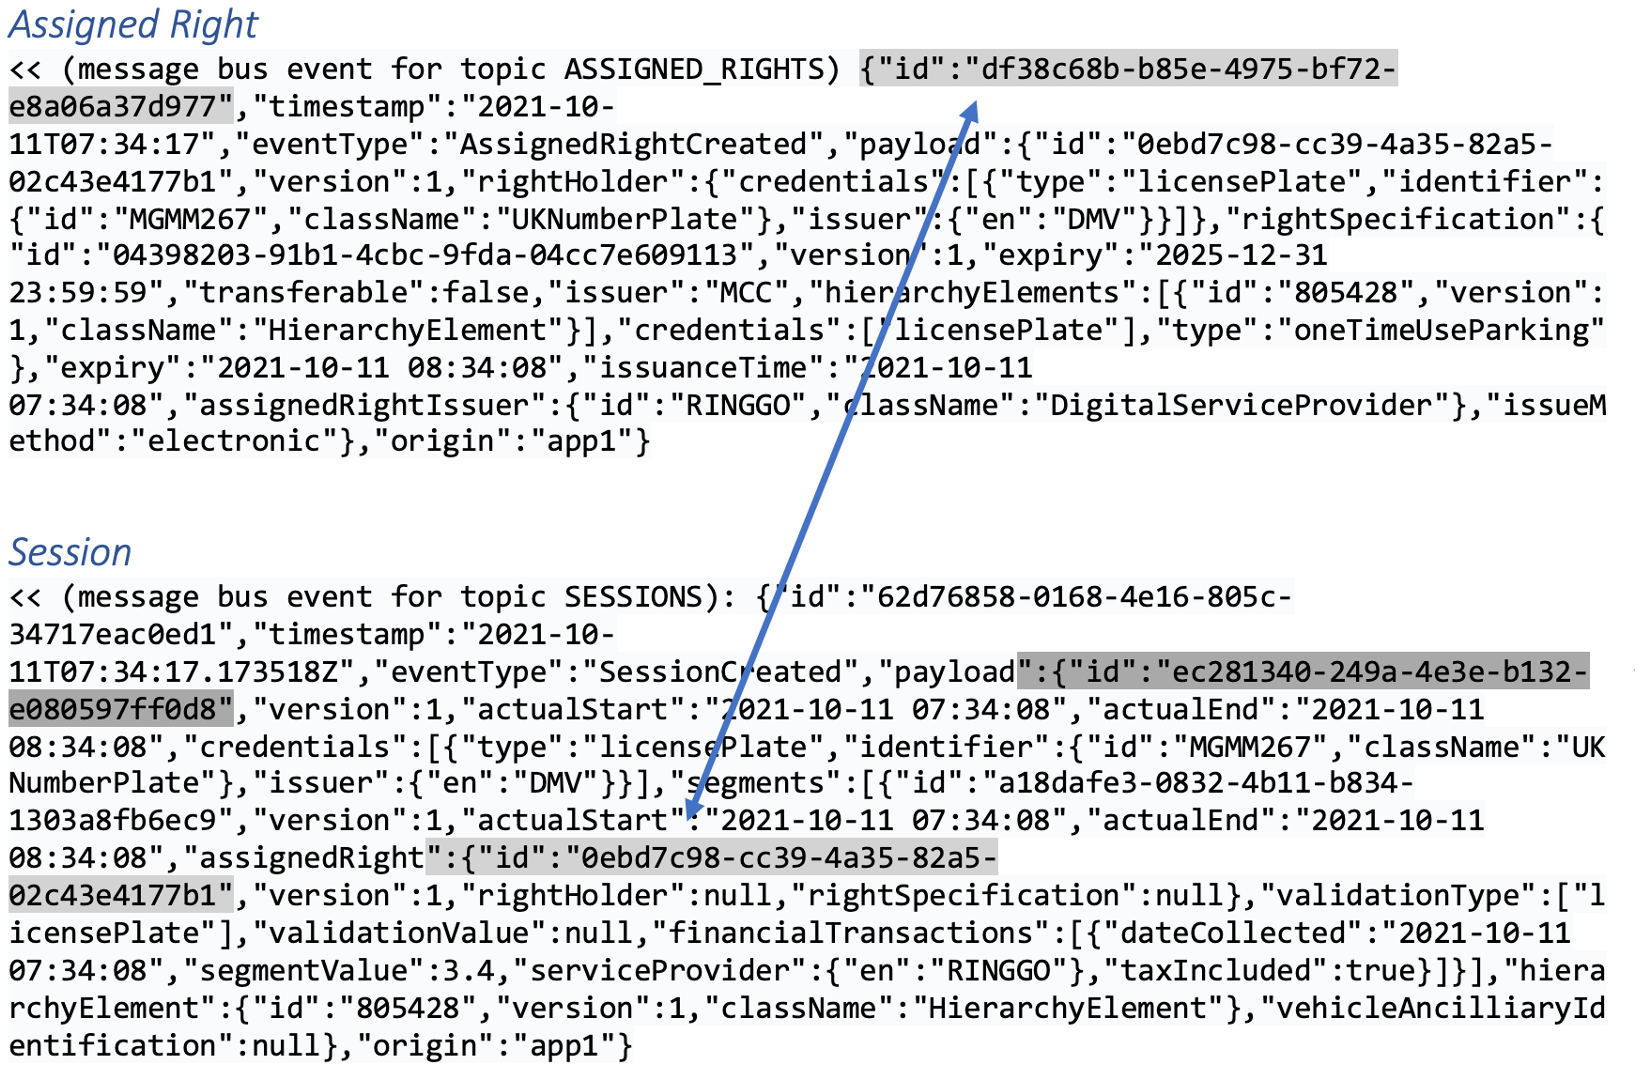 Assigned Right
<< (message bus event for topic ASSIGNED_RIGHTS) {"id":"df38c68b-b85e-4975-bf72-
e8a06a37d977","timestamp":"2021-10-
11T07:34:17","eventType":"AssignedRightCreated","payload":{"id":"0ebd7c98-cc39-4a35-82a5-
02c43e4177b1","version":1,"rightHolder":{"credentials":[{"type":"licensePlate","identifier":
{"id":"MGMM267","className":"UKNumberPlate"},"issuer":{"en":"DMV"}}]},"rightSpecification":{
"id":"04398203-91b1-4cbc-9fda-04cc7e609113","version":1,"expiry":"2025-12-31
23:59:59","transferable":false,"issuer":"MCC","hierarchyElements":[{"id":"805428","version":
1,"className":"HierarchyElement"}],"credentials":["licensePlate"],"type":"oneTimeUseParking"
},"expiry":"2021-10-11 08:34:08","issuanceTime":"2021-10-11
07:34:08","assignedRightIssuer":{"id":"RINGGO","className":"DigitalServiceProvider"},"issueM
ethod":"electronic"},"origin":"app1"}
Session
<< (message bus event for topic SESSIONS): {"id":"62d76858-0168-4e16-805c-
34717eac0ed1","timestamp":"2021-10-
11T07:34:17.173518Z","eventType":"SessionCreated","payload":{"id":"ec281340-249a-4e3e-b132-
e080597ff0d8","version":1,"actualStart":"2021-10-11 07:34:08","actualEnd":"2021-10-11
08:34:08","credentials":[{"type":"licensePlate","identifier":{"id":"MGMM267","className":"UK
NumberPlate"},"issuer":{"en":"DMV"}}],"segments":[{"id":"a18dafe3-0832-4b11-b834-
1303a8fb6ec9","version":1,"actualStart":"2021-10-11 07:34:08","actualEnd":"2021-10-11
08:34:08","assignedRight":{"id":"0ebd7c98-cc39-4a35-82a5-
02c43e4177b1","version":1,"rightHolder":null,"rightSpecification":null},"validationType":["l
icensePlate"],"validationValue":null,"financialTransactions":[{"dateCollected":"2021-10-11
07:34:08","segmentValue":3.4,"serviceProvider":{"en":"RINGGO"},"taxIncluded":true}]}],"hiera
rchyElement":{"id":"805428","version":1,"className":"HierarchyElement"},"vehicleAncilliaryId
entification":null},"origin":"app1"}